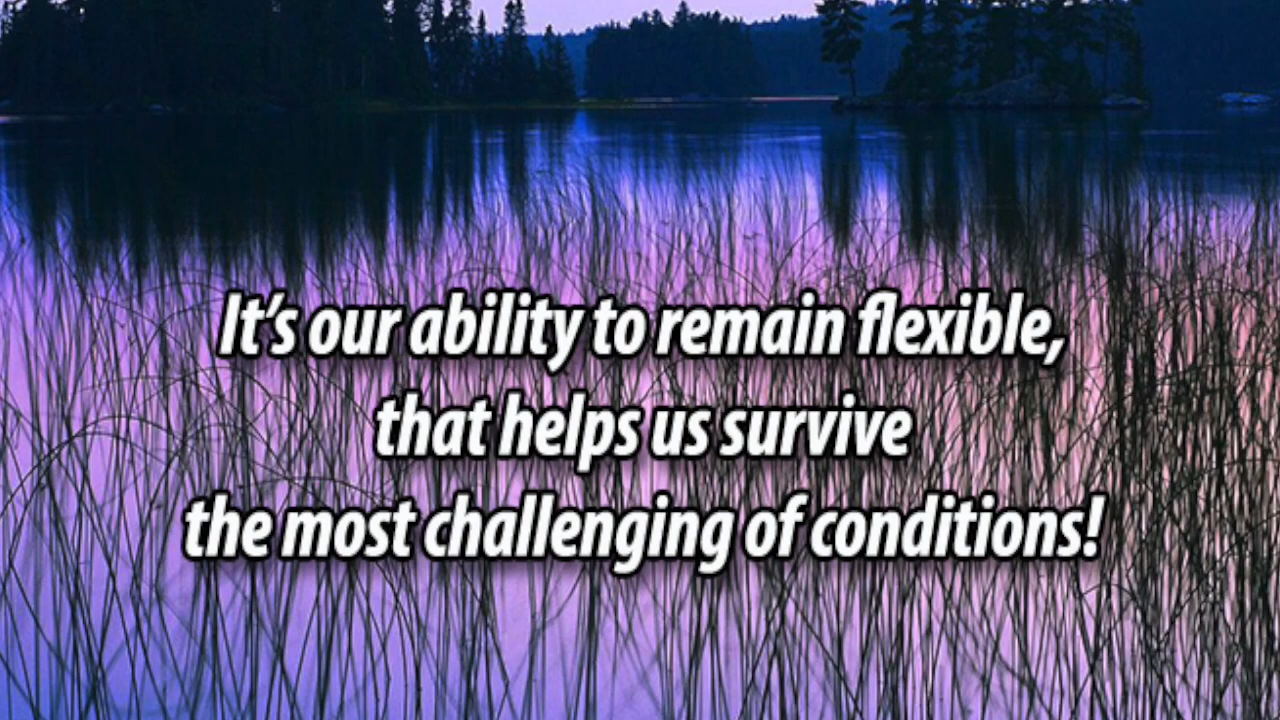 It's our ability to remain flexible,
that helps us survive
the most challenging of conditions!